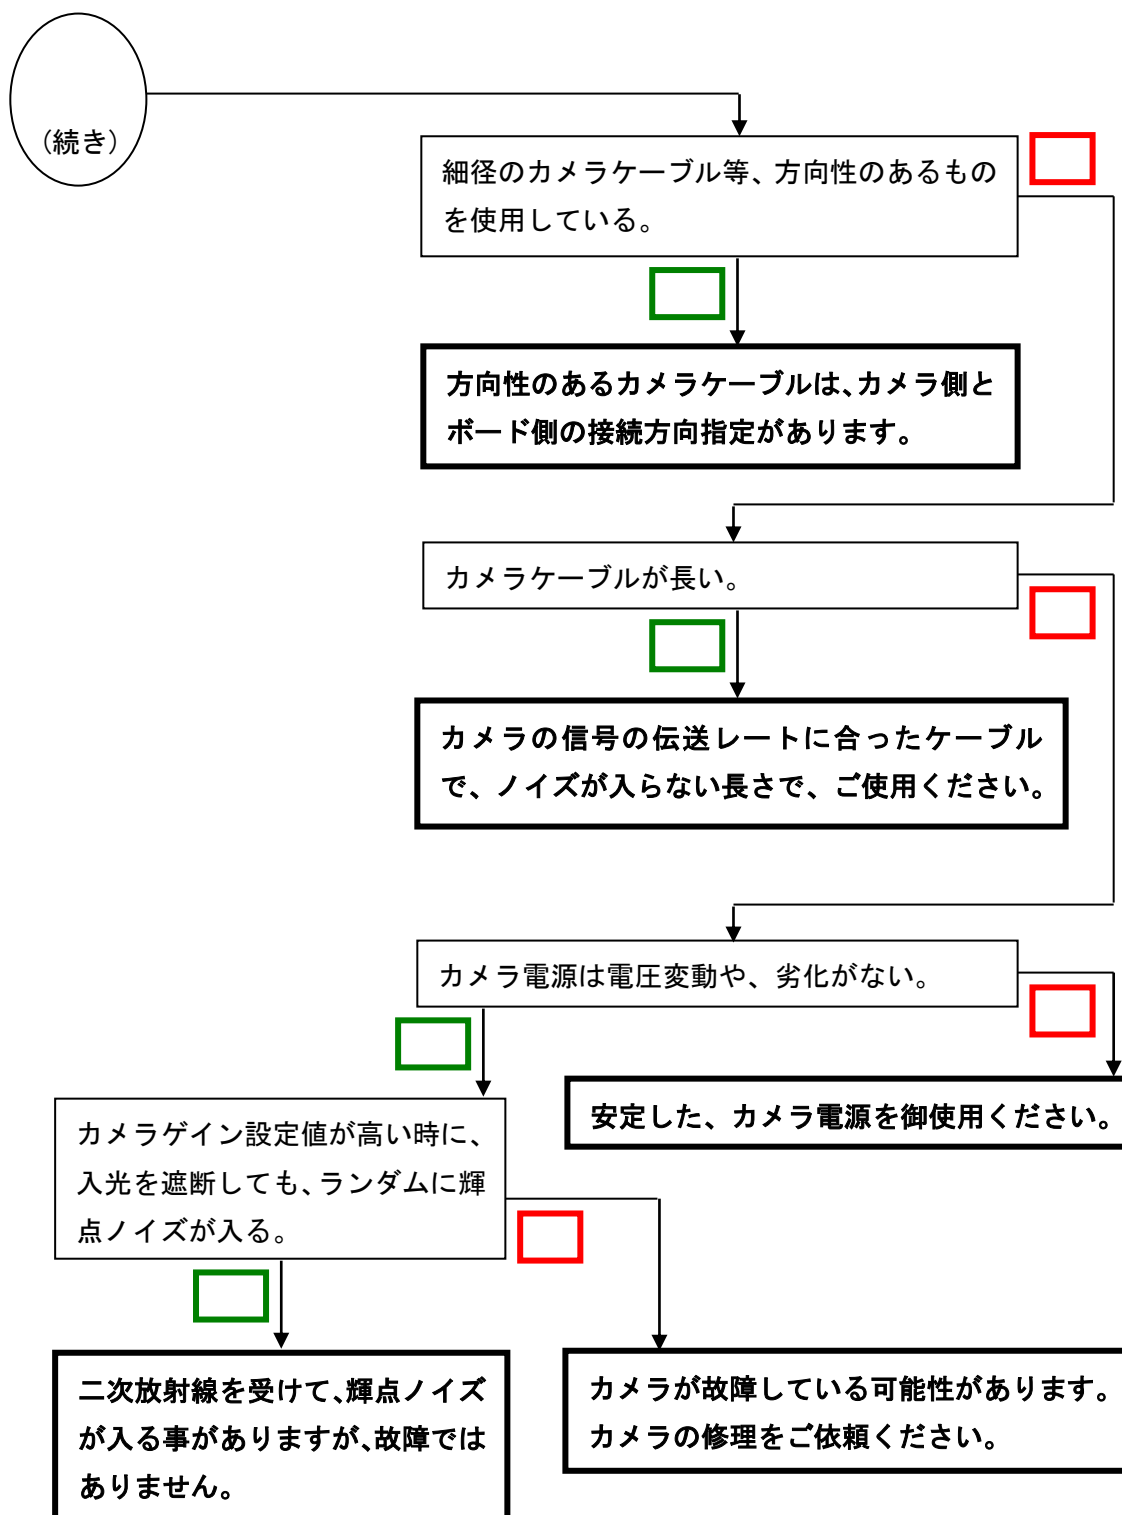 (続き)
細径のカメラケーブル等、方向性のあるもの
を使用している。
方向性のあるカメラケーブルは、カメラ側と
ボード側の接続方向指定があります。
カメラケーブルが長い。
カメラの信号の伝送レートに合ったケーブル
で、ノイズが入らない長さで、ご使用ください。
カメラ電源は電圧変動や、劣化がない。
安定した、カメラ電源を御使用ください。
カメラゲイン設定値が高い時に、
入光を遮断しても、ランダムに輝
点ノイズが入る。
二次放射線を受けて、輝点ノイズ
が入る事がありますが、故障では
ありません。
カメラが故障している可能性があります。
カメラの修理をご依頼ください。